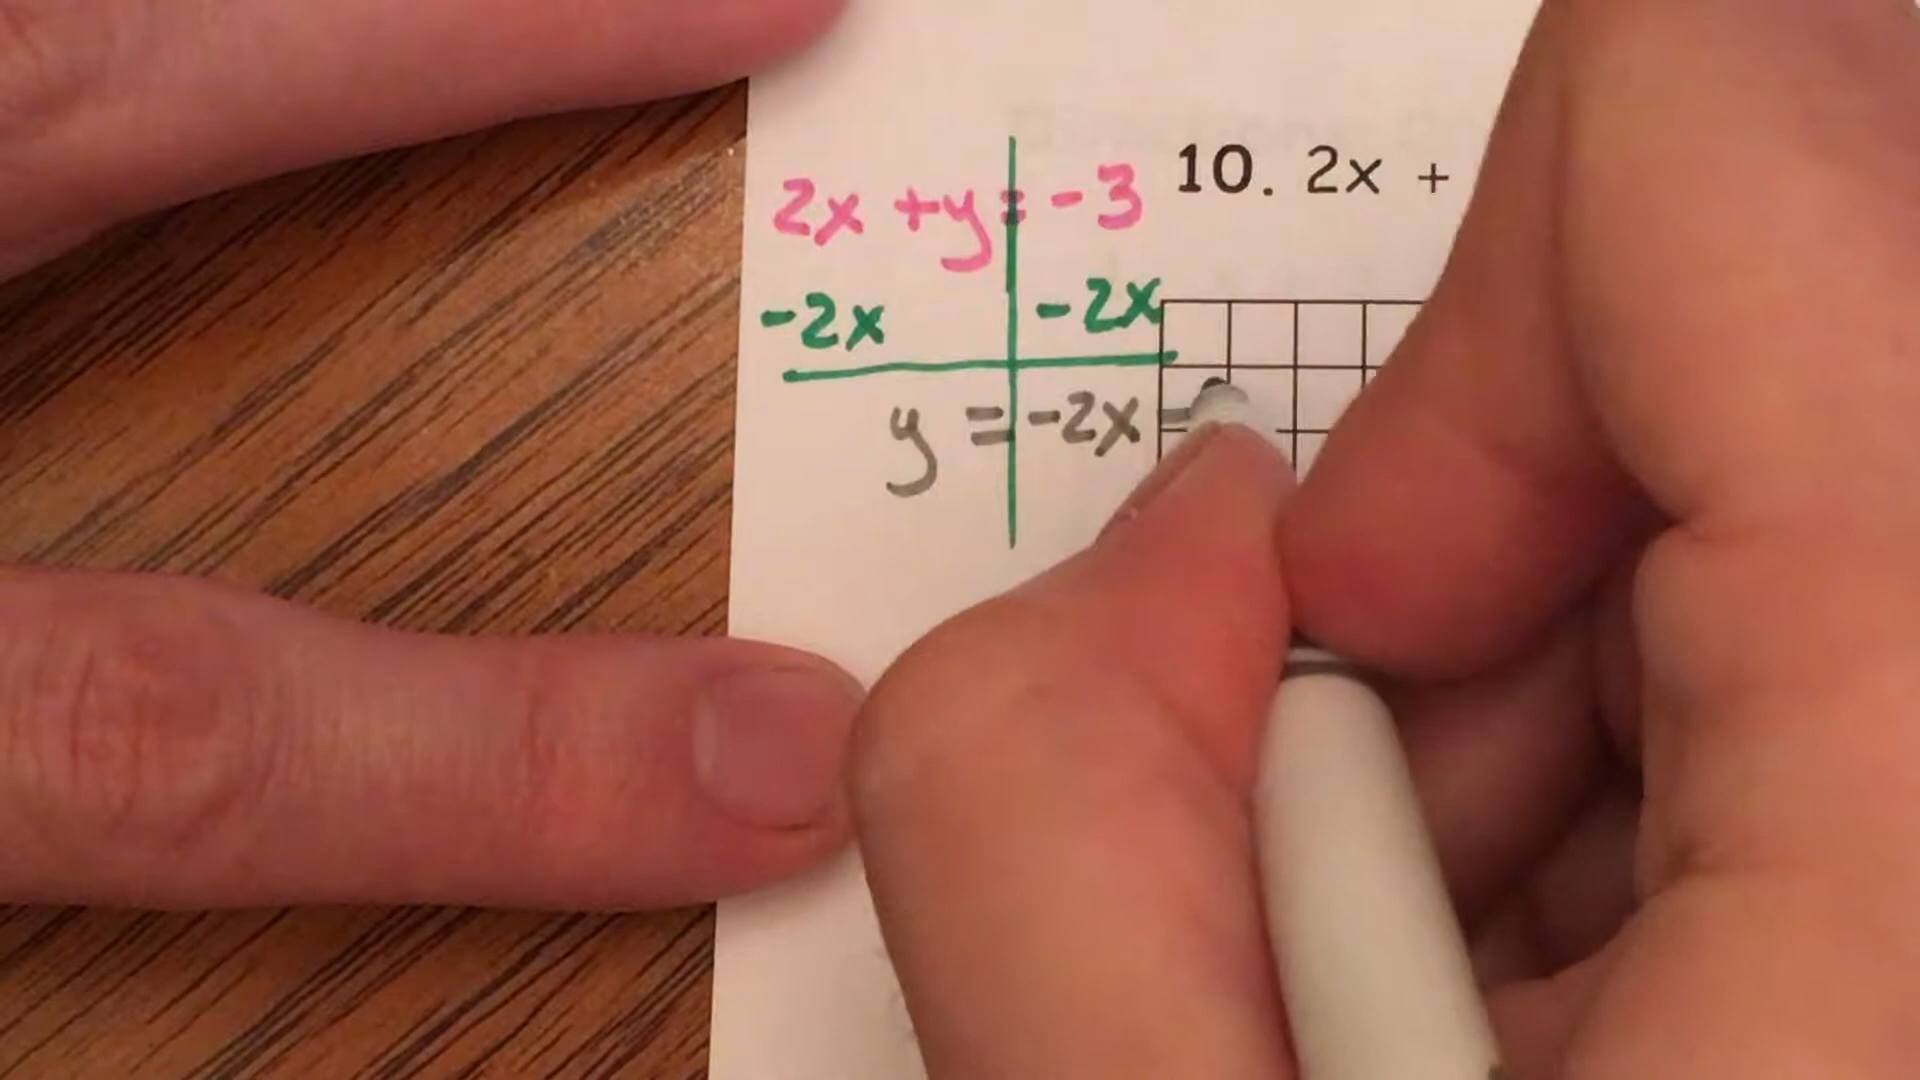 10. 2x +
2x + y = -3
-2x -2x
y = -2x -